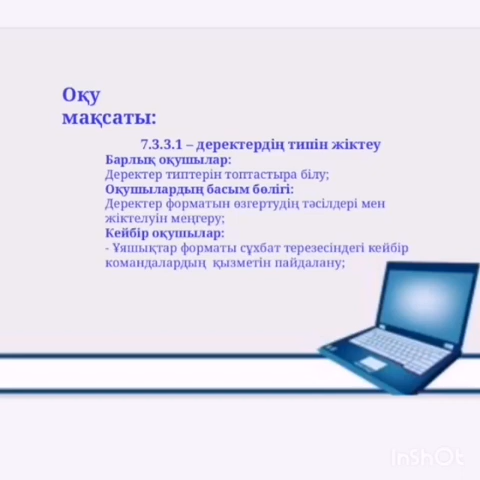 Оқу
мақсаты:
7.3.3.1 – деректердің типін жіктеу
Барлық оқушылар:
Деректер типтерін топтастыра білу;
Оқушылардың басым бөлігі:
Деректер форматын өзгертудің тәсілдері мен
жіктелуін меңгеру;
Кейбір оқушылар:
- Ұяшықтар форматы сұхбат терезесіндегі кейбір
командалардың қызметін пайдалану;
InShOt